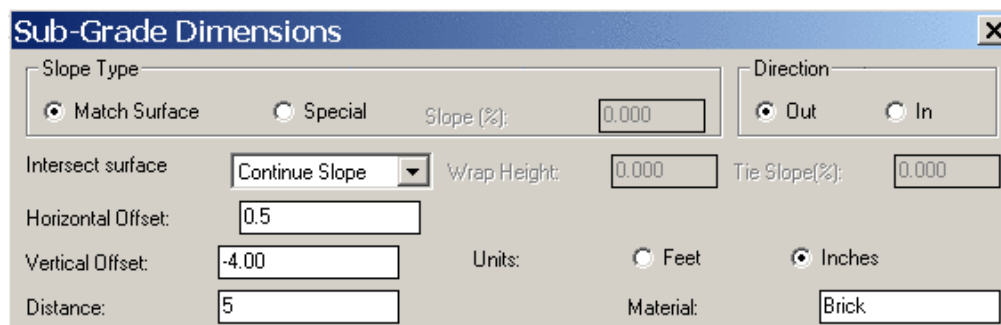 Sub-Grade Dimensions
Slope Type
Direction
Match Surface Special Slope (%): 0.000 Out In
Intersect surface Continue Slope Wrap Height: 0.000 Tie Slope(%): 0.000
Horizontal Offset: 0.5
Vertical Offset: -4.00 Units: Feet Inches
Distance: 5 Material: Brick